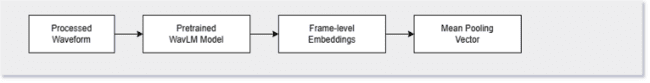 Processed
Waveform
Pretrained
WavLM Model
Frame-level
Embeddings
Mean Pooling
Vector